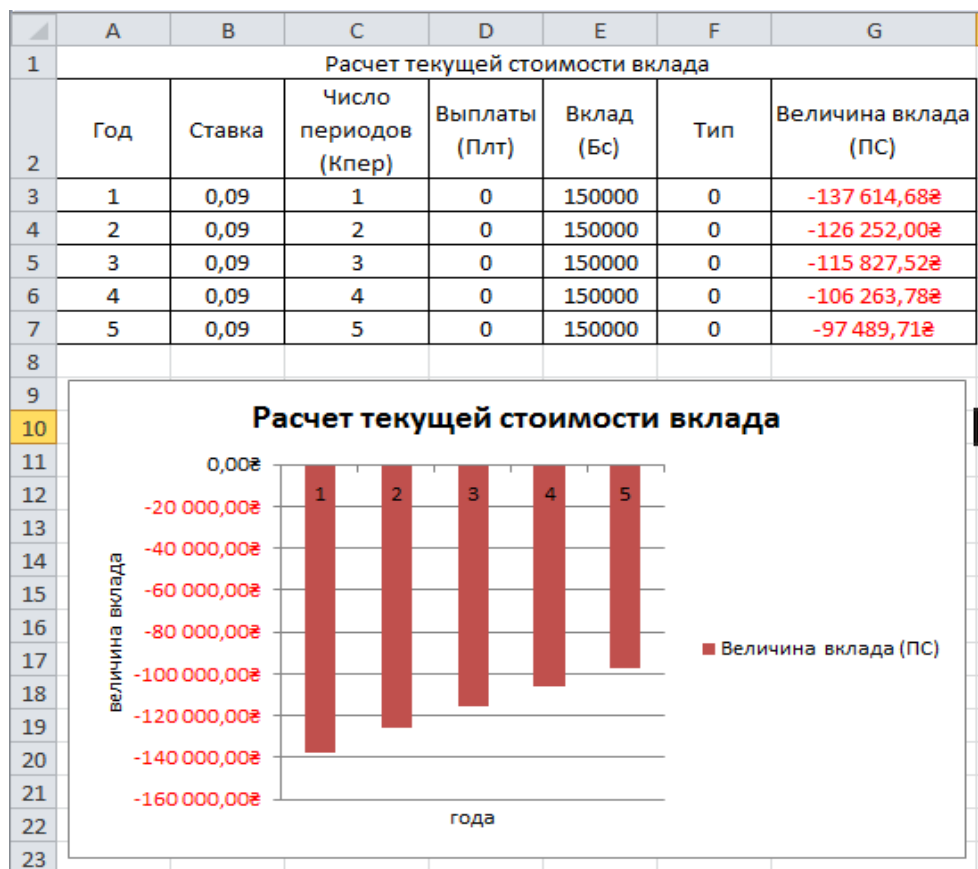 A B C D E F G
1 Расчет текущей стоимости вклада
2 Год Ставка Число периодов (Кпер) Выплаты (Плт) Вклад (Бс) Тип Величина вклада (ПС)
3 1 0,09 1 0 150000 0 -137 614,68₴
4 2 0,09 2 0 150000 0 -126 252,00₴
5 3 0,09 3 0 150000 0 -115 827,52₴
6 4 0,09 4 0 150000 0 -106 263,78₴
7 5 0,09 5 0 150000 0 -97 489,71₴
8
9
10
11
12
13
14
15
16
17
18
19
20
21
22
23
Расчет текущей стоимости вклада
0,00₴
-20 000,00₴
-40 000,00₴
-60 000,00₴
-80 000,00₴
-100 000,00₴
-120 000,00₴
-140 000,00₴
-160 000,00₴
величина вклада
1 2 3 4 5
года
Величина вклада (ПС)